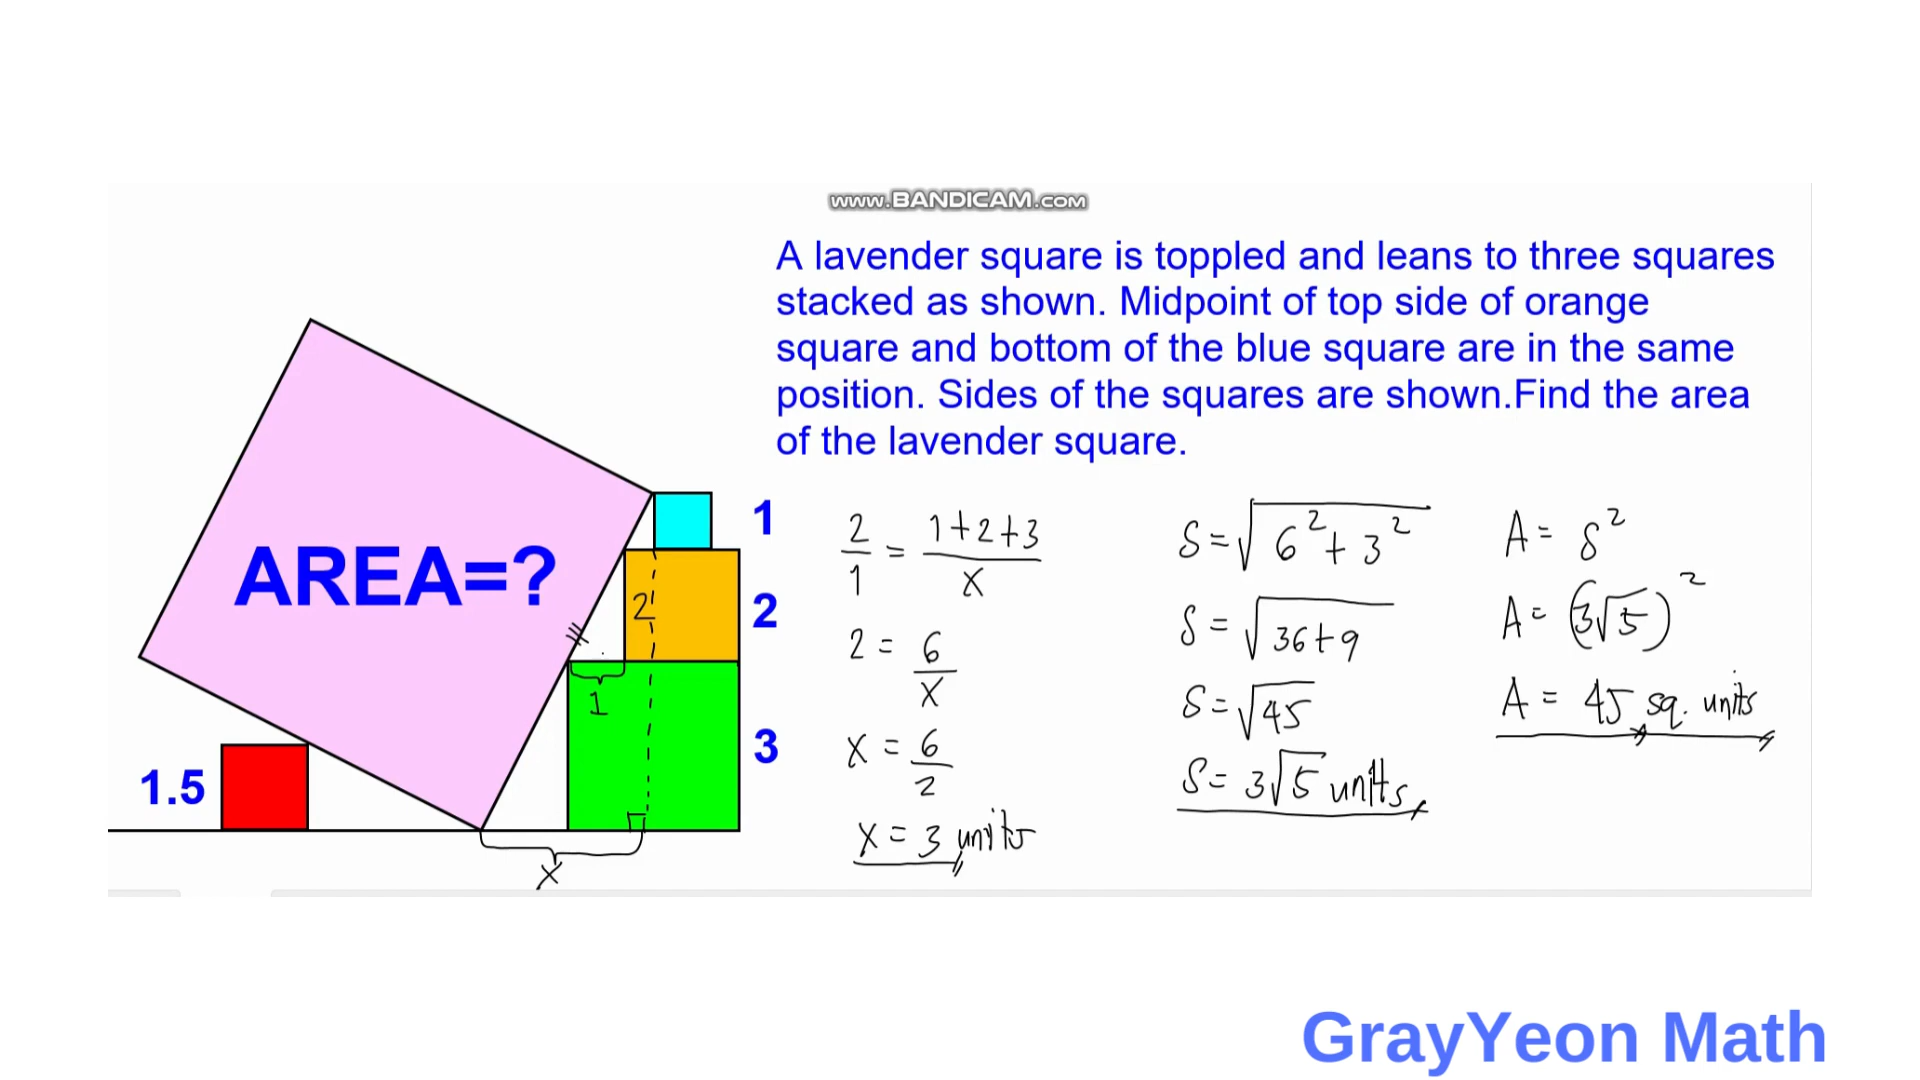 www.BANDICAM.com
A lavender square is toppled and leans to three squares
stacked as shown. Midpoint of top side of orange
square and bottom of the blue square are in the same
position. Sides of the squares are shown.Find the area
of the lavender square.
AREA=?
1
2
3
1.5
2
1
x
2/1 = 1+2+3/x
2 = 6/x
x = 6/2
x = 3 units
S = √6²+3²
S = √36+9
S = √45
S = 3√5 units
A = s²
A = (3√5)²
A = 45 sq. units
GrayYeon Math